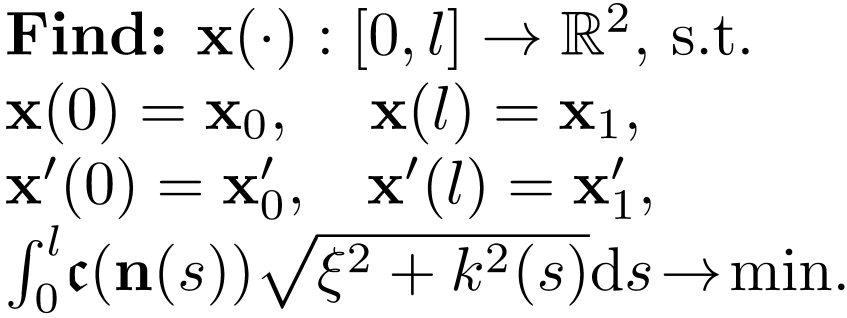 Find: x(·) : [0, l] → ℝ², s.t.
x(0) = x₀, x(l) = x₁,
x′(0) = x′₀, x′(l) = x′₁,
∫₀ˡ 𝔠(n(s))√(ξ² + k²(s)) ds → min.